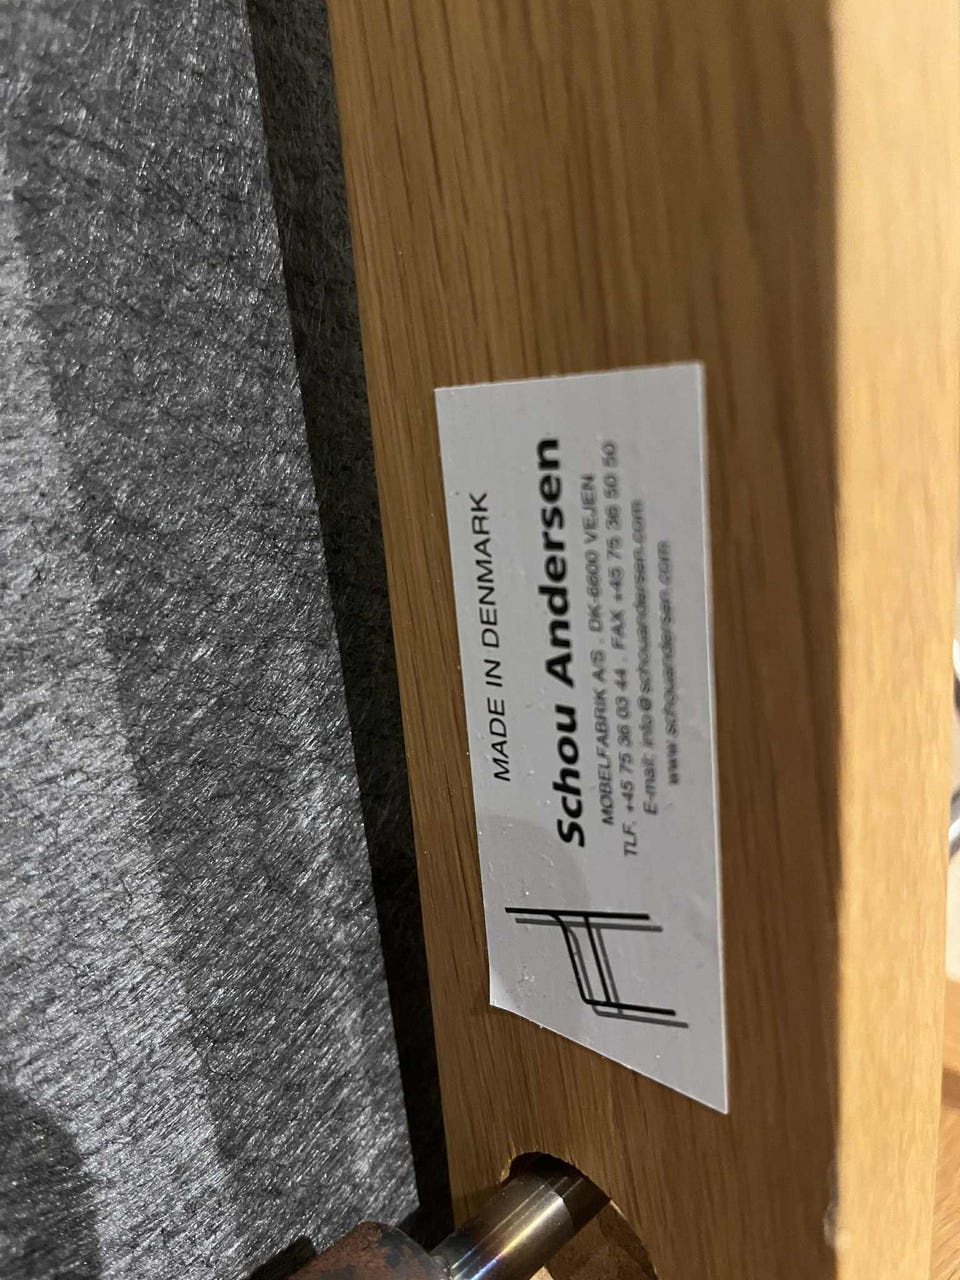 MADE IN DENMARK
Schou Andersen
MØBELFABRIK A/S . DK-6600 VEJEN
TLF. +45 75 36 03 44 . FAX +45 75 36 50 50
E-mail: info@schouandersen.com
www.schouandersen.com